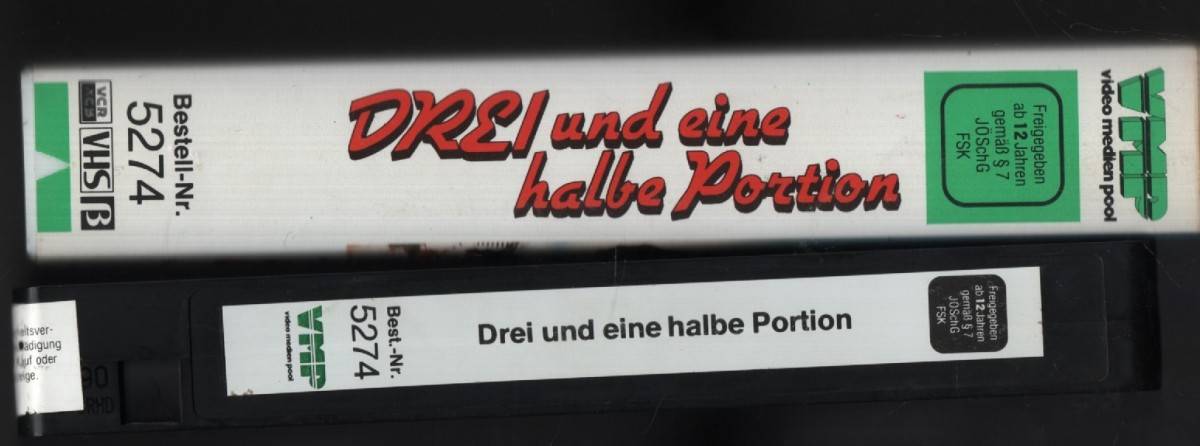 VCR
VHS
β
Bestell-Nr.
5274
DREI und eine
halbe Portion
Freigegeben
ab 12 Jahren
gemäß § 7
JÖSchG
FSK
VMP
video medien pool
VMP
video medien pool
Best.-Nr.
5274
Drei und eine halbe Portion
Freigegeben
ab 12 Jahren
gemäß § 7
JÖSchG
FSK
90